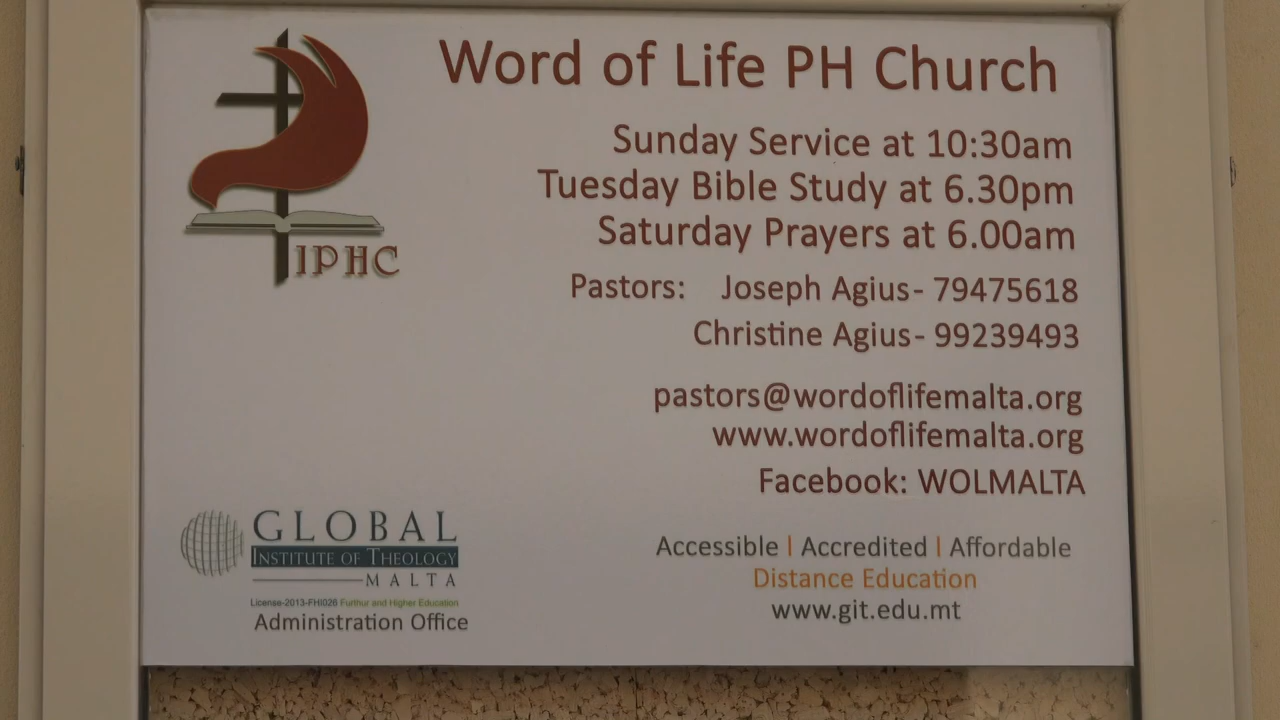 Word of Life PH Church
Sunday Service at 10:30am
Tuesday Bible Study at 6.30pm
Saturday Prayers at 6.00am
IPHC
Pastors: Joseph Agius- 79475618
Christine Agius- 99239493
pastors@wordoflifemalta.org
www.wordoflifemalta.org
Facebook: WOLMALTA
GLOBAL
INSTITUTE OF THEOLOGY
MALTA
License-2013-FHI026 Furthur and Higher Education
Administration Office
Accessible | Accredited | Affordable
Distance Education
www.git.edu.mt